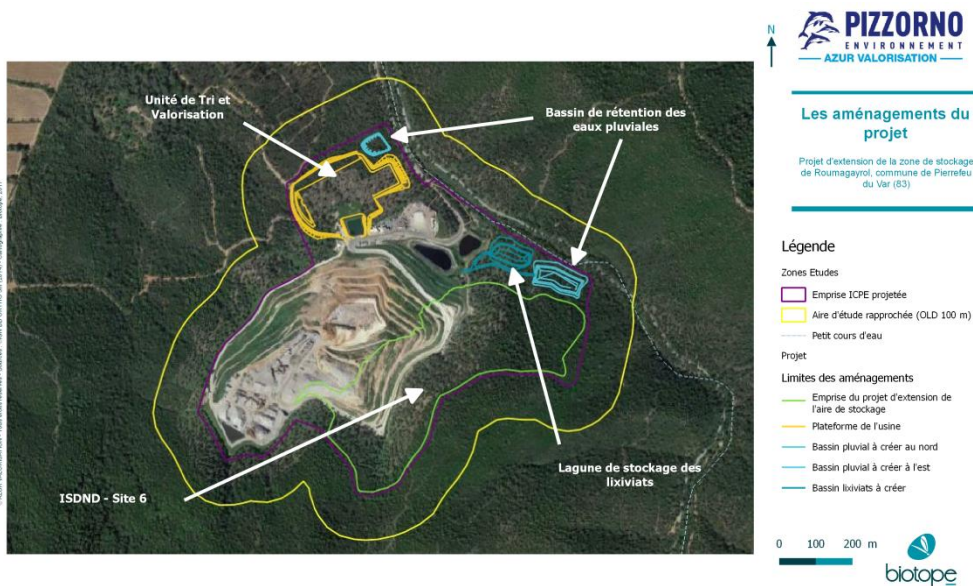 Unité de Tri et
Valorisation
Bassin de rétention des
eaux pluviales
ISDND - Site 6
Lagune de stockage des
lixiviats
N
PIZZORNO
ENVIRONNEMENT
AZUR VALORISATION
Les aménagements du
projet
Projet d'extension de la zone de stockage
de Roumagayrol, commune de Pierrefeu
du Var (83)
Légende
Zones Etudes
Emprise ICPE projetée
Aire d'étude rapprochée (OLD 100 m)
Petit cours d'eau
Projet
Limites des aménagements
Emprise du projet d'extension de
l'aire de stockage
Plateforme de l'usine
Bassin pluvial à créer au nord
Bassin pluvial à créer à l'est
Bassin lixiviats à créer
0 100 200 m
biotope